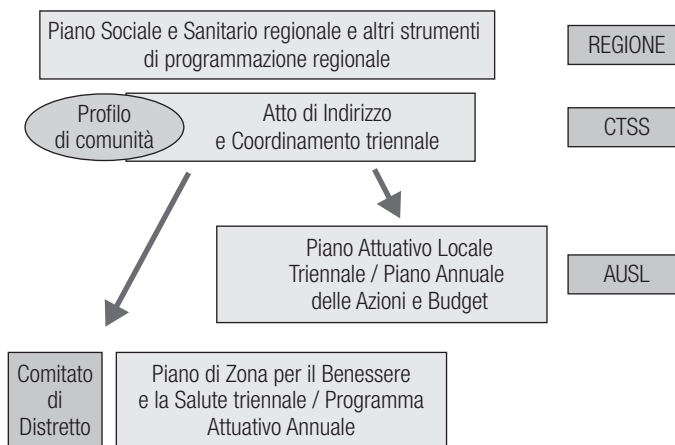 Piano Sociale e Sanitario regionale e altri strumenti
di programmazione regionale
REGIONE
Profilo
di comunità
Atto di Indirizzo
e Coordinamento triennale
CTSS
Piano Attuativo Locale
Triennale / Piano Annuale
delle Azioni e Budget
AUSL
Comitato
di
Distretto
Piano di Zona per il Benessere
e la Salute triennale / Programma
Attuativo Annuale